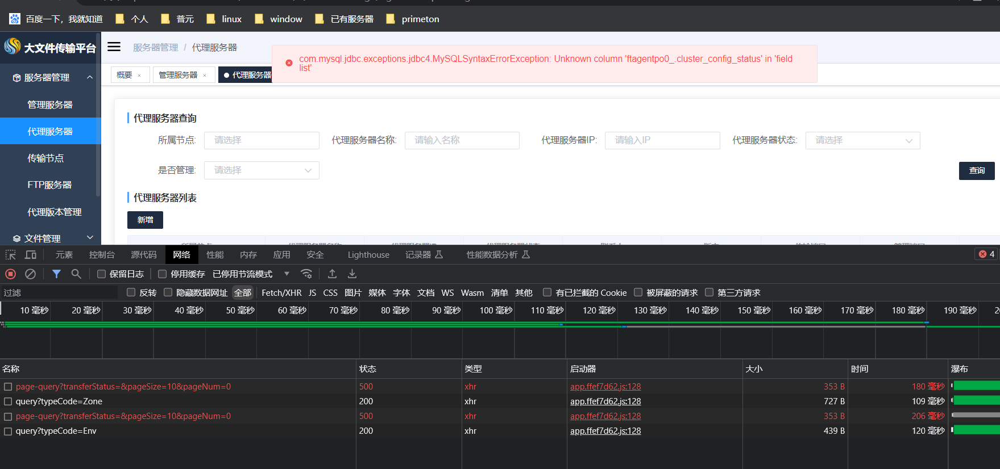 百度一下，我就知道 个人 普元 linux window 已有服务器 primeton
大文件传输平台 服务器管理 / 代理服务器
com.mysql.jdbc.exceptions.jdbc4.MySQLSyntaxErrorException: Unknown column 'ftagentpo0_.cluster_config_status' in 'field
list'
概要 × 管理服务器 × 代理服务器
服务器管理
管理服务器
代理服务器
传输节点
FTP服务器
代理版本管理
文件管理
代理服务器查询
所属节点: 请选择 代理服务器名称: 请输入名称 代理服务器IP: 请输入IP 代理服务器状态: 请选择
是否管理: 请选择 查询
代理服务器列表
新增
元素 控制台 源代码 网络 性能 内存 应用 安全 Lighthouse 记录器 性能数据分析 4
保留日志 停用缓存 已停用节流模式
过滤 反转 隐藏数据网址 全部 Fetch/XHR JS CSS 图片 媒体 字体 文档 WS Wasm 清单 其他 有已拦截的 Cookie 被屏蔽的请求 第三方请求
10 毫秒 20 毫秒 30 毫秒 40 毫秒 50 毫秒 60 毫秒 70 毫秒 80 毫秒 90 毫秒 100 毫秒 110 毫秒 120 毫秒 130 毫秒 140 毫秒 150 毫秒 160 毫秒 170 毫秒 180 毫秒 190 毫秒
名称 状态 类型 启动器 大小 时间 瀑布
page-query?transferStatus=&pageSize=10&pageNum=0 500 xhr app.ffef7d62.js:128 353 B 180 毫秒
query?typeCode=Zone 200 xhr app.ffef7d62.js:128 727 B 109 毫秒
page-query?transferStatus=&pageSize=10&pageNum=0 500 xhr app.ffef7d62.js:128 353 B 206 毫秒
query?typeCode=Env 200 xhr app.ffef7d62.js:128 439 B 120 毫秒